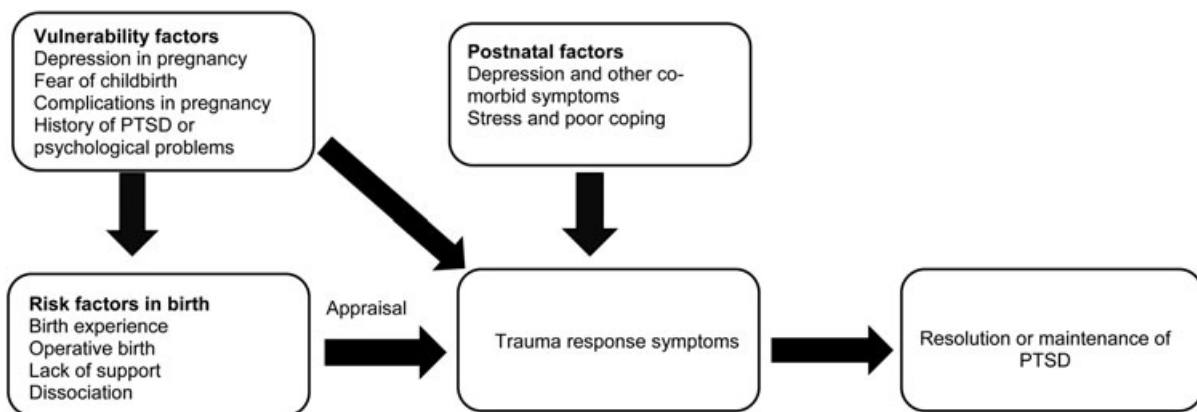 Vulnerability factors
Depression in pregnancy
Fear of childbirth
Complications in pregnancy
History of PTSD or
psychological problems
Postnatal factors
Depression and other co-
morbid symptoms
Stress and poor coping
Risk factors in birth
Birth experience
Operative birth
Lack of support
Dissociation
Appraisal
Trauma response symptoms
Resolution or maintenance of
PTSD